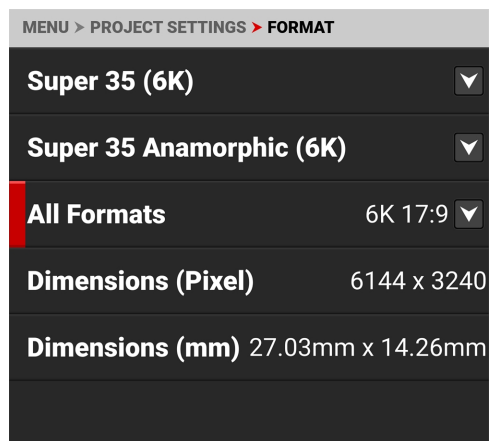 MENU > PROJECT SETTINGS > FORMAT
Super 35 (6K)
Super 35 Anamorphic (6K)
All Formats 6K 17:9
Dimensions (Pixel) 6144 x 3240
Dimensions (mm) 27.03mm x 14.26mm